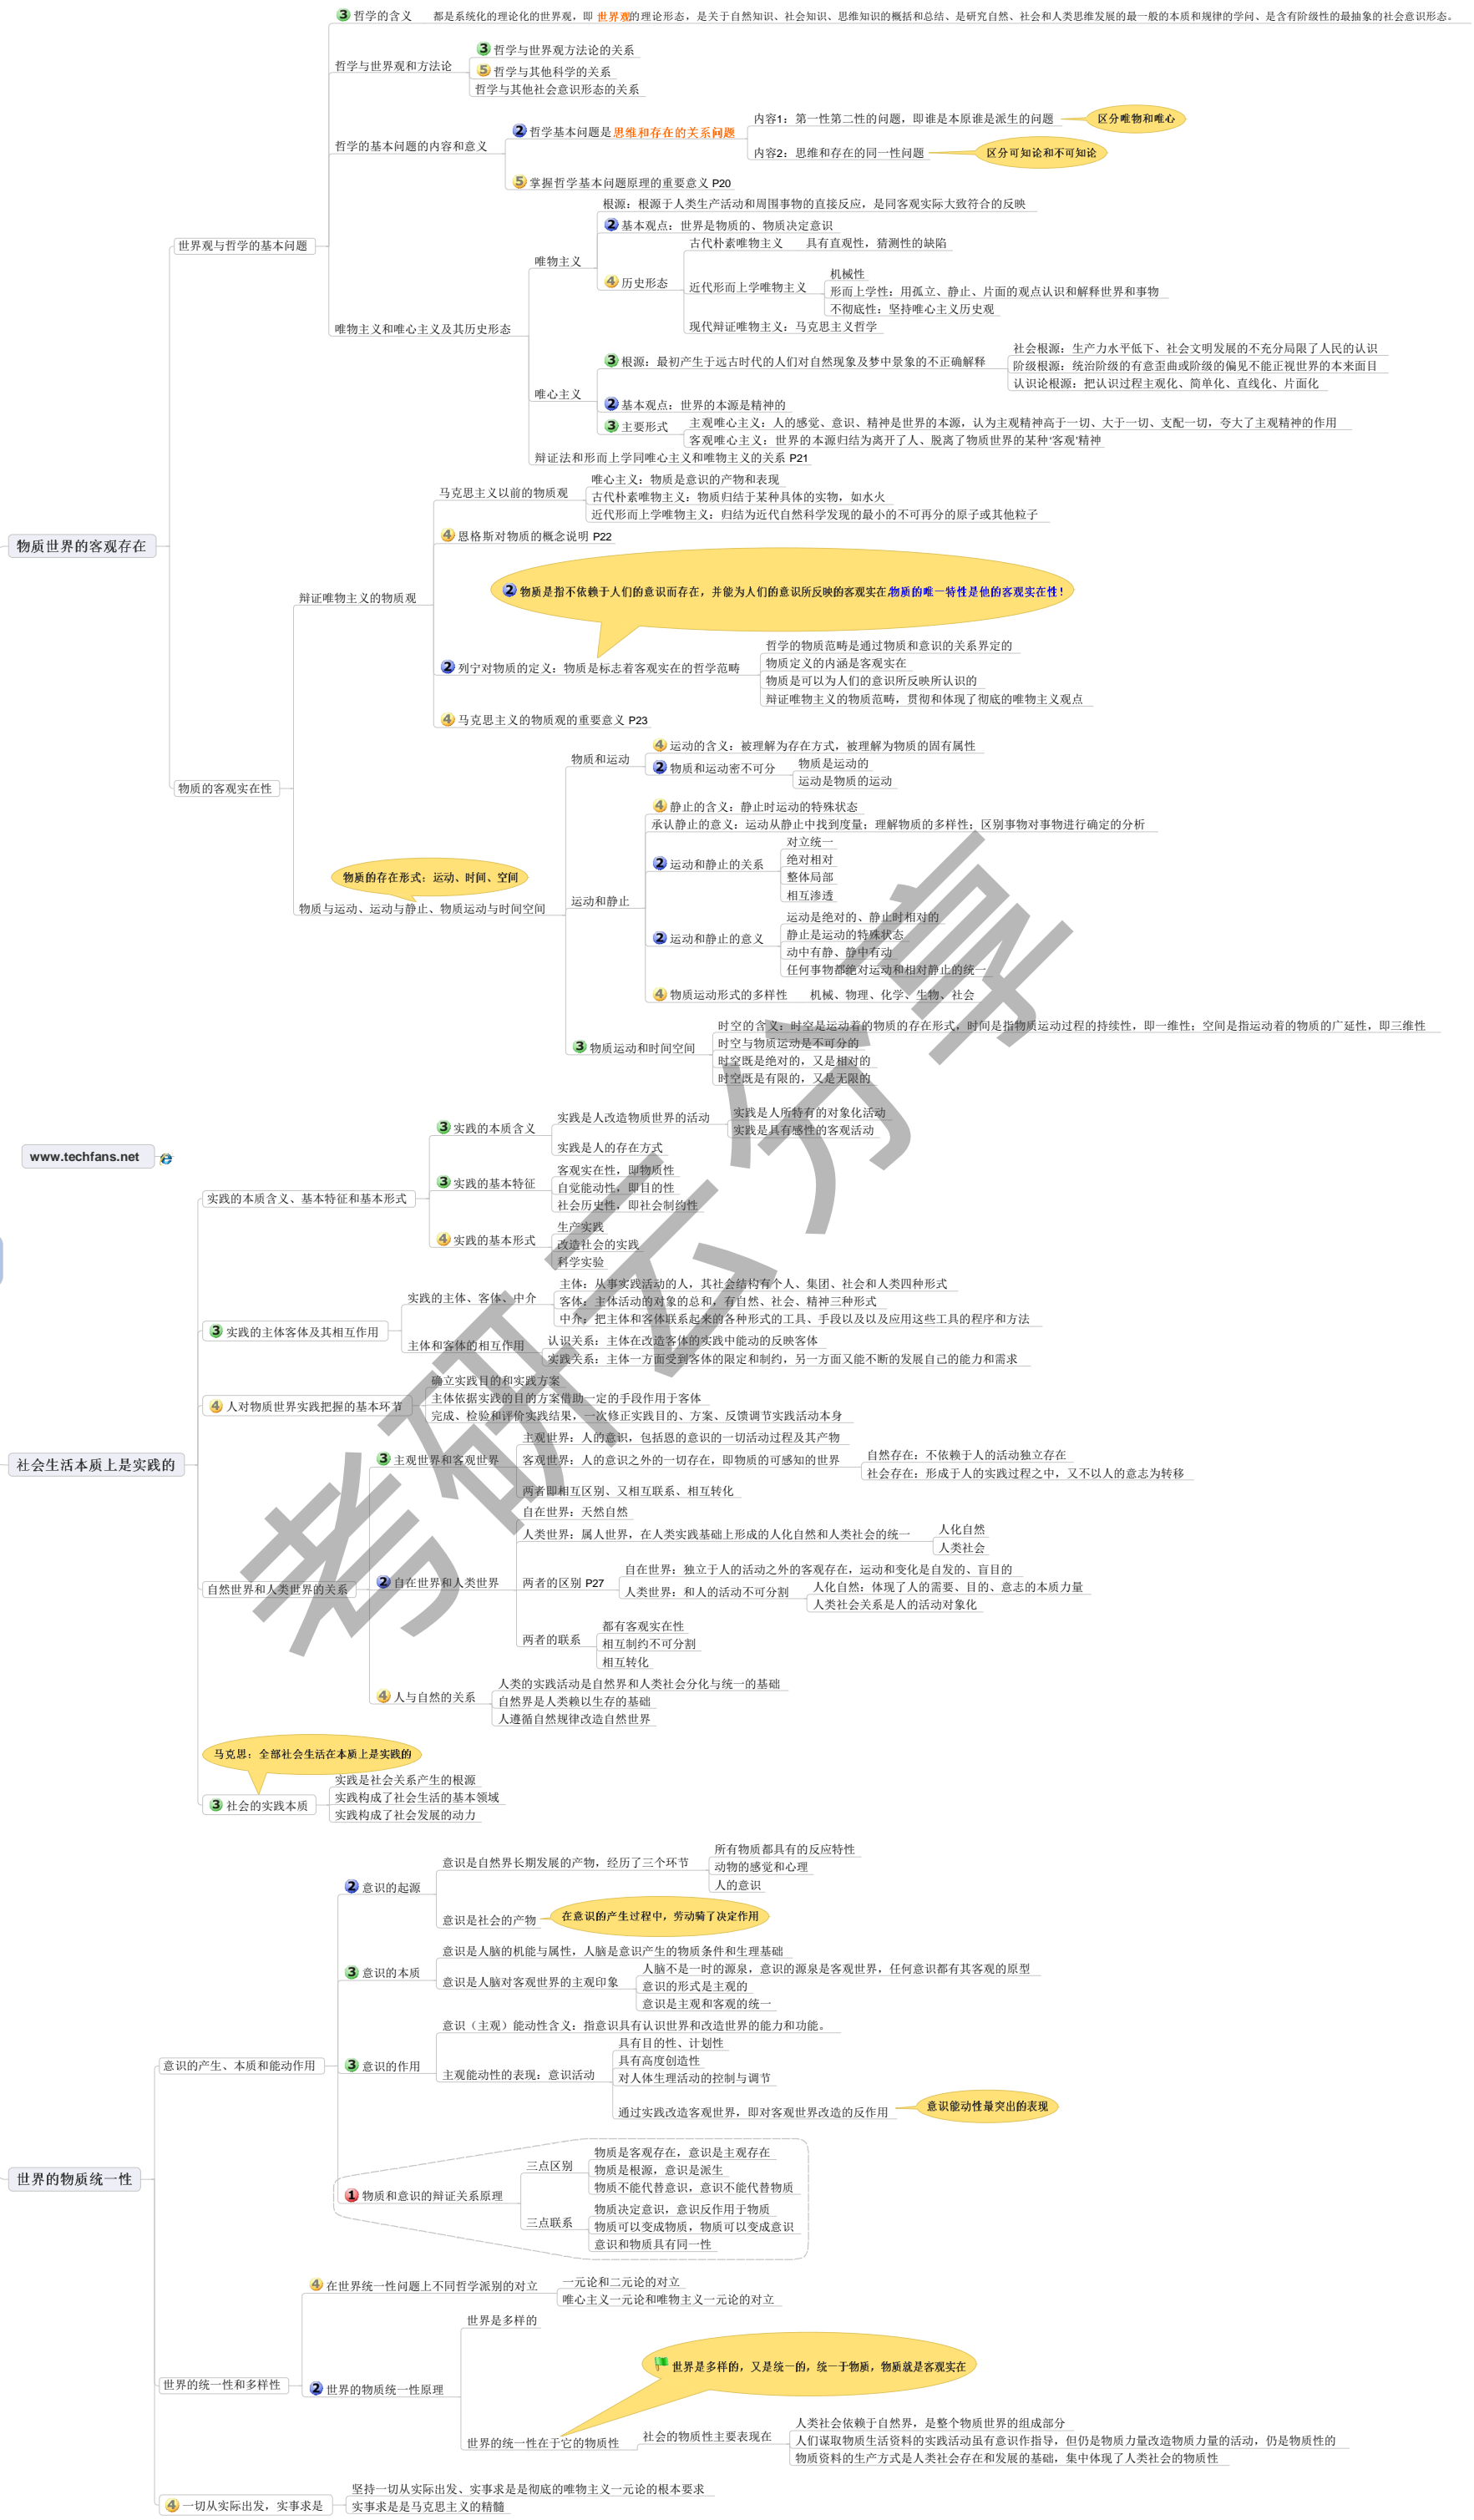 3 哲学的含义 都是系统化的理论化的世界观，即 世界观的理论形态，是关于自然知识、社会知识、思维知识的概括和总结、是研究自然、社会和人类思维发展的最一般的本质和规律的学问、是含有阶级性的最抽象的社会意识形态。
哲学与世界观和方法论
3 哲学与世界观方法论的关系
5 哲学与其他科学的关系
哲学与其他社会意识形态的关系
哲学的基本问题的内容和意义
2 哲学基本问题是思维和存在的关系问题
内容1：第一性第二性的问题，即谁是本原谁是派生的问题
区分唯物和唯心
内容2：思维和存在的同一性问题
区分可知论和不可知论
5 掌握哲学基本问题原理的重要意义 P20
世界观与哲学的基本问题
唯物主义和唯心主义及其历史形态
唯物主义
根源：根源于人类生产活动和周围事物的直接反应，是同客观实际大致符合的反映
2 基本观点：世界是物质的、物质决定意识
4 历史形态
古代朴素唯物主义 具有直观性，猜测性的缺陷
近代形而上学唯物主义
机械性
形而上学性：用孤立、静止、片面的观点认识和解释世界和事物
不彻底性：坚持唯心主义历史观
现代辩证唯物主义：马克思主义哲学
唯心主义
3 根源：最初产生于远古时代的人们对自然现象及梦中景象的不正确解释
社会根源：生产力水平低下、社会文明发展的不充分局限了人民的认识
阶级根源：统治阶级的有意歪曲或阶级的偏见不能正视世界的本来面目
认识论根源：把认识过程主观化、简单化、直线化、片面化
2 基本观点：世界的本源是精神的
3 主要形式
主观唯心主义：人的感觉、意识、精神是世界的本源，认为主观精神高于一切、大于一切、支配一切，夸大了主观精神的作用
客观唯心主义：世界的本源归结为离开了人、脱离了物质世界的某种‘客观’精神
辩证法和形而上学同唯心主义和唯物主义的关系 P21
物质世界的客观存在
物质的客观实在性
辩证唯物主义的物质观
马克思主义以前的物质观
唯心主义：物质是意识的产物和表现
古代朴素唯物主义：物质归结于某种具体的实物，如水火
近代形而上学唯物主义：归结为近代自然科学发现的最小的不可再分的原子或其他粒子
4 恩格斯对物质的概念说明 P22
2 物质是指不依赖于人们的意识而存在，并能为人们的意识所反映的客观实在物质的唯一特性是他的客观实在性！
2 列宁对物质的定义：物质是标志着客观实在的哲学范畴
哲学的物质范畴是通过物质和意识的关系界定的
物质定义的内涵是客观实在
物质是可以为人们的意识所反映所认识的
辩证唯物主义的物质范畴，贯彻和体现了彻底的唯物主义观点
4 马克思主义的物质观的重要意义 P23
物质的存在形式：运动、时间、空间
物质与运动、运动与静止、物质运动与时间空间
物质和运动
4 运动的含义：被理解为存在方式，被理解为物质的固有属性
2 物质和运动密不可分
物质是运动的
运动是物质的运动
运动和静止
4 静止的含义：静止时运动的特殊状态
承认静止的意义：运动从静止中找到度量；理解物质的多样性；区别事物对事物进行确定的分析
2 运动和静止的关系
对立统一
绝对相对
整体局部
相互渗透
2 运动和静止的意义
运动是绝对的、静止时相对的
静止是运动的特殊状态
动中有静、静中有动
任何事物都绝对运动和相对静止的统一
4 物质运动形式的多样性 机械、物理、化学、生物、社会
3 物质运动和时间空间
时空的含义：时空是运动着的物质的存在形式，时间是指物质运动过程的持续性，即一维性；空间是指运动着的物质的广延性，即三维性
时空与物质运动是不可分的
时空既是绝对的，又是相对的
时空既是有限的，又是无限的
www.techfans.net
考研云分享
社会生活本质上是实践的
实践的本质含义、基本特征和基本形式
3 实践的本质含义
实践是人改造物质世界的活动
实践是人所特有的对象化活动
实践是具有感性的客观活动
实践是人的存在方式
3 实践的基本特征
客观实在性，即物质性
自觉能动性，即目的性
社会历史性，即社会制约性
4 实践的基本形式
生产实践
改造社会的实践
科学实验
3 实践的主体客体及其相互作用
实践的主体、客体、中介
主体：从事实践活动的人，其社会结构有个人、集团、社会和人类四种形式
客体：主体活动的对象的总和，有自然、社会、精神三种形式
中介：把主体和客体联系起来的各种形式的工具、手段以及以及应用这些工具的程序和方法
主体和客体的相互作用
认识关系：主体在改造客体的实践中能动的反映客体
实践关系：主体一方面受到客体的限定和制约，另一方面又能不断的发展自己的能力和需求
4 人对物质世界实践把握的基本环节
确立实践目的和实践方案
主体依据实践的目的方案借助一定的手段作用于客体
完成、检验和评价实践结果，一次修正实践目的、方案、反馈调节实践活动本身
自然世界和人类世界的关系
3 主观世界和客观世界
主观世界：人的意识，包括恩的意识的一切活动过程及其产物
客观世界：人的意识之外的一切存在，即物质的可感知的世界
自然存在：不依赖于人的活动独立存在
社会存在：形成于人的实践过程之中，又不以人的意志为转移
两者即相互区别、又相互联系、相互转化
2 自在世界和人类世界
自在世界：天然自然
人类世界：属人世界，在人类实践基础上形成的人化自然和人类社会的统一
人化自然
人类社会
两者的区别 P27
自在世界：独立于人的活动之外的客观存在，运动和变化是自发的、盲目的
人类世界：和人的活动不可分割
人化自然：体现了人的需要、目的、意志的本质力量
人类社会关系是人的活动对象化
两者的联系
都有客观实在性
相互制约不可分割
相互转化
4 人与自然的关系
人类的实践活动是自然界和人类社会分化与统一的基础
自然界是人类赖以生存的基础
人遵循自然规律改造自然世界
马克思：全部社会生活在本质上是实践的
3 社会的实践本质
实践是社会关系产生的根源
实践构成了社会生活的基本领域
实践构成了社会发展的动力
世界的物质统一性
意识的产生、本质和能动作用
2 意识的起源
意识是自然界长期发展的产物，经历了三个环节
所有物质都具有的反应特性
动物的感觉和心理
人的意识
意识是社会的产物
在意识的产生过程中，劳动骑了决定作用
3 意识的本质
意识是人脑的机能与属性，人脑是意识产生的物质条件和生理基础
意识是人脑对客观世界的主观印象
人脑不是一时的源泉，意识的源泉是客观世界，任何意识都有其客观的原型
意识的形式是主观的
意识是主观和客观的统一
3 意识的作用
意识（主观）能动性含义：指意识具有认识世界和改造世界的能力和功能。
主观能动性的表现：意识活动
具有目的性、计划性
具有高度创造性
对人体生理活动的控制与调节
通过实践改造客观世界，即对客观世界改造的反作用
意识能动性最突出的表现
1 物质和意识的辩证关系原理
三点区别
物质是客观存在，意识是主观存在
物质是根源，意识是派生
物质不能代替意识，意识不能代替物质
三点联系
物质决定意识，意识反作用于物质
物质可以变成物质，物质可以变成意识
意识和物质具有同一性
世界的统一性和多样性
4 在世界统一性问题上不同哲学派别的对立
一元论和二元论的对立
唯心主义一元论和唯物主义一元论的对立
2 世界的物质统一性原理
世界是多样的
世界是多样的，又是统一的，统一于物质，物质就是客观实在
世界的统一性在于它的物质性
社会的物质性主要表现在
人类社会依赖于自然界，是整个物质世界的组成部分
人们谋取物质生活资料的实践活动虽有意识作指导，但仍是物质力量改造物质力量的活动，仍是物质性的
物质资料的生产方式是人类社会存在和发展的基础，集中体现了人类社会的物质性
4 一切从实际出发，实事求是
坚持一切从实际出发、实事求是是彻底的唯物主义一元论的根本要求
实事求是是马克思主义的精髓